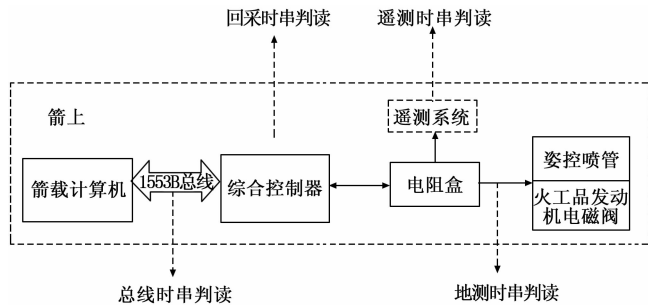 回采时串判读
遥测时串判读
箭上
遥测系统
箭载计算机
1553B总线
综合控制器
电阻盒
姿控喷管
火工品发动
机电磁阀
总线时串判读
地测时串判读